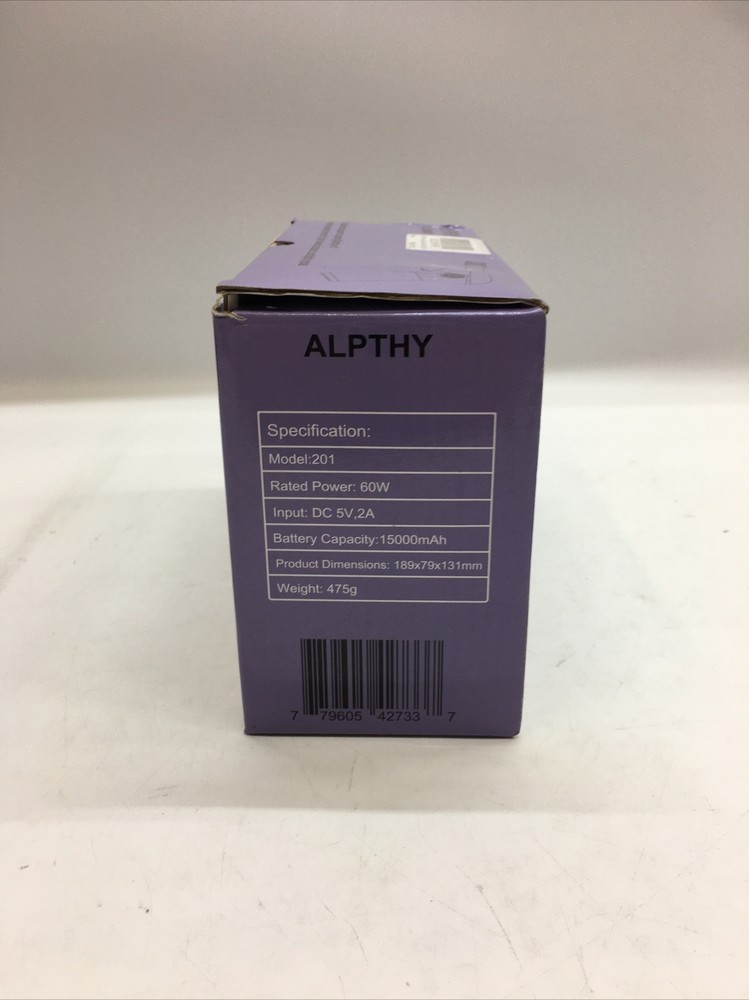 ALPTHY
Specification:
Model:201
Rated Power: 60W
Input: DC 5V,2A
Battery Capacity:15000mAh
Product Dimensions: 189x79x131mm
Weight: 475g
7 79605 42733 7